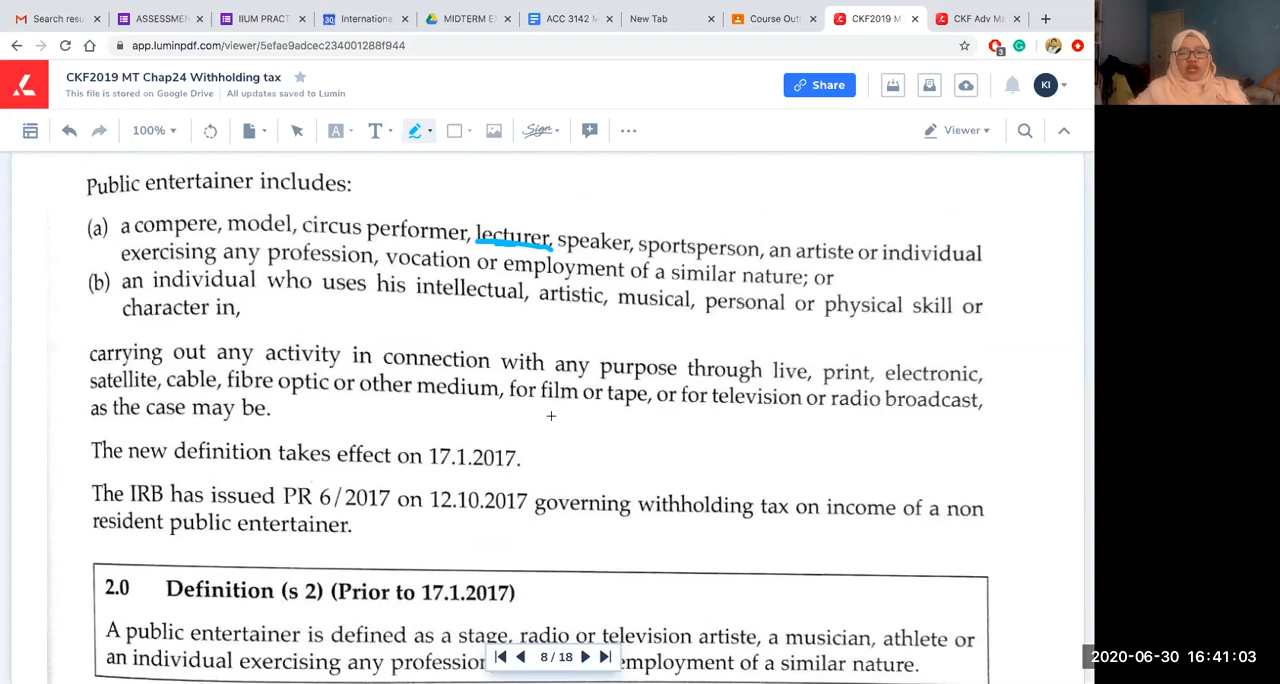 Search resu
ASSESSME
IIUM PRACT
30 Internationa
MIDTERM E
ACC 3142 M
New Tab
Course Out
CKF2019 M
CKF Adv Ma
app.luminpdf.com/viewer/5efae9adcec234001288f944
3
CKF2019 MT Chap24 Withholding tax
This file is stored on Google Drive All updates saved to Lumin
Share
KI
100%
A
T
Sign
Viewer
Public entertainer includes:
(a) a compere, model, circus performer, lecturer, speaker, sportsperson, an artiste or individual
exercising any profession, vocation or employment of a similar nature; or
(b) an individual who uses his intellectual, artistic, musical, personal or physical skill or
character in,
carrying out any activity in connection with any purpose through live, print, electronic,
satellite, cable, fibre optic or other medium, for film or tape, or for television or radio broadcast,
as the case may be.
The new definition takes effect on 17.1.2017.
The IRB has issued PR 6/2017 on 12.10.2017 governing withholding tax on income of a non
resident public entertainer.
2.0 Definition (s 2) (Prior to 17.1.2017)
A public entertainer is defined as a stage, radio or television artiste, a musician, athlete or
an individual exercising any profession employment of a similar nature.
8 / 18
2020-06-30 16:41:03